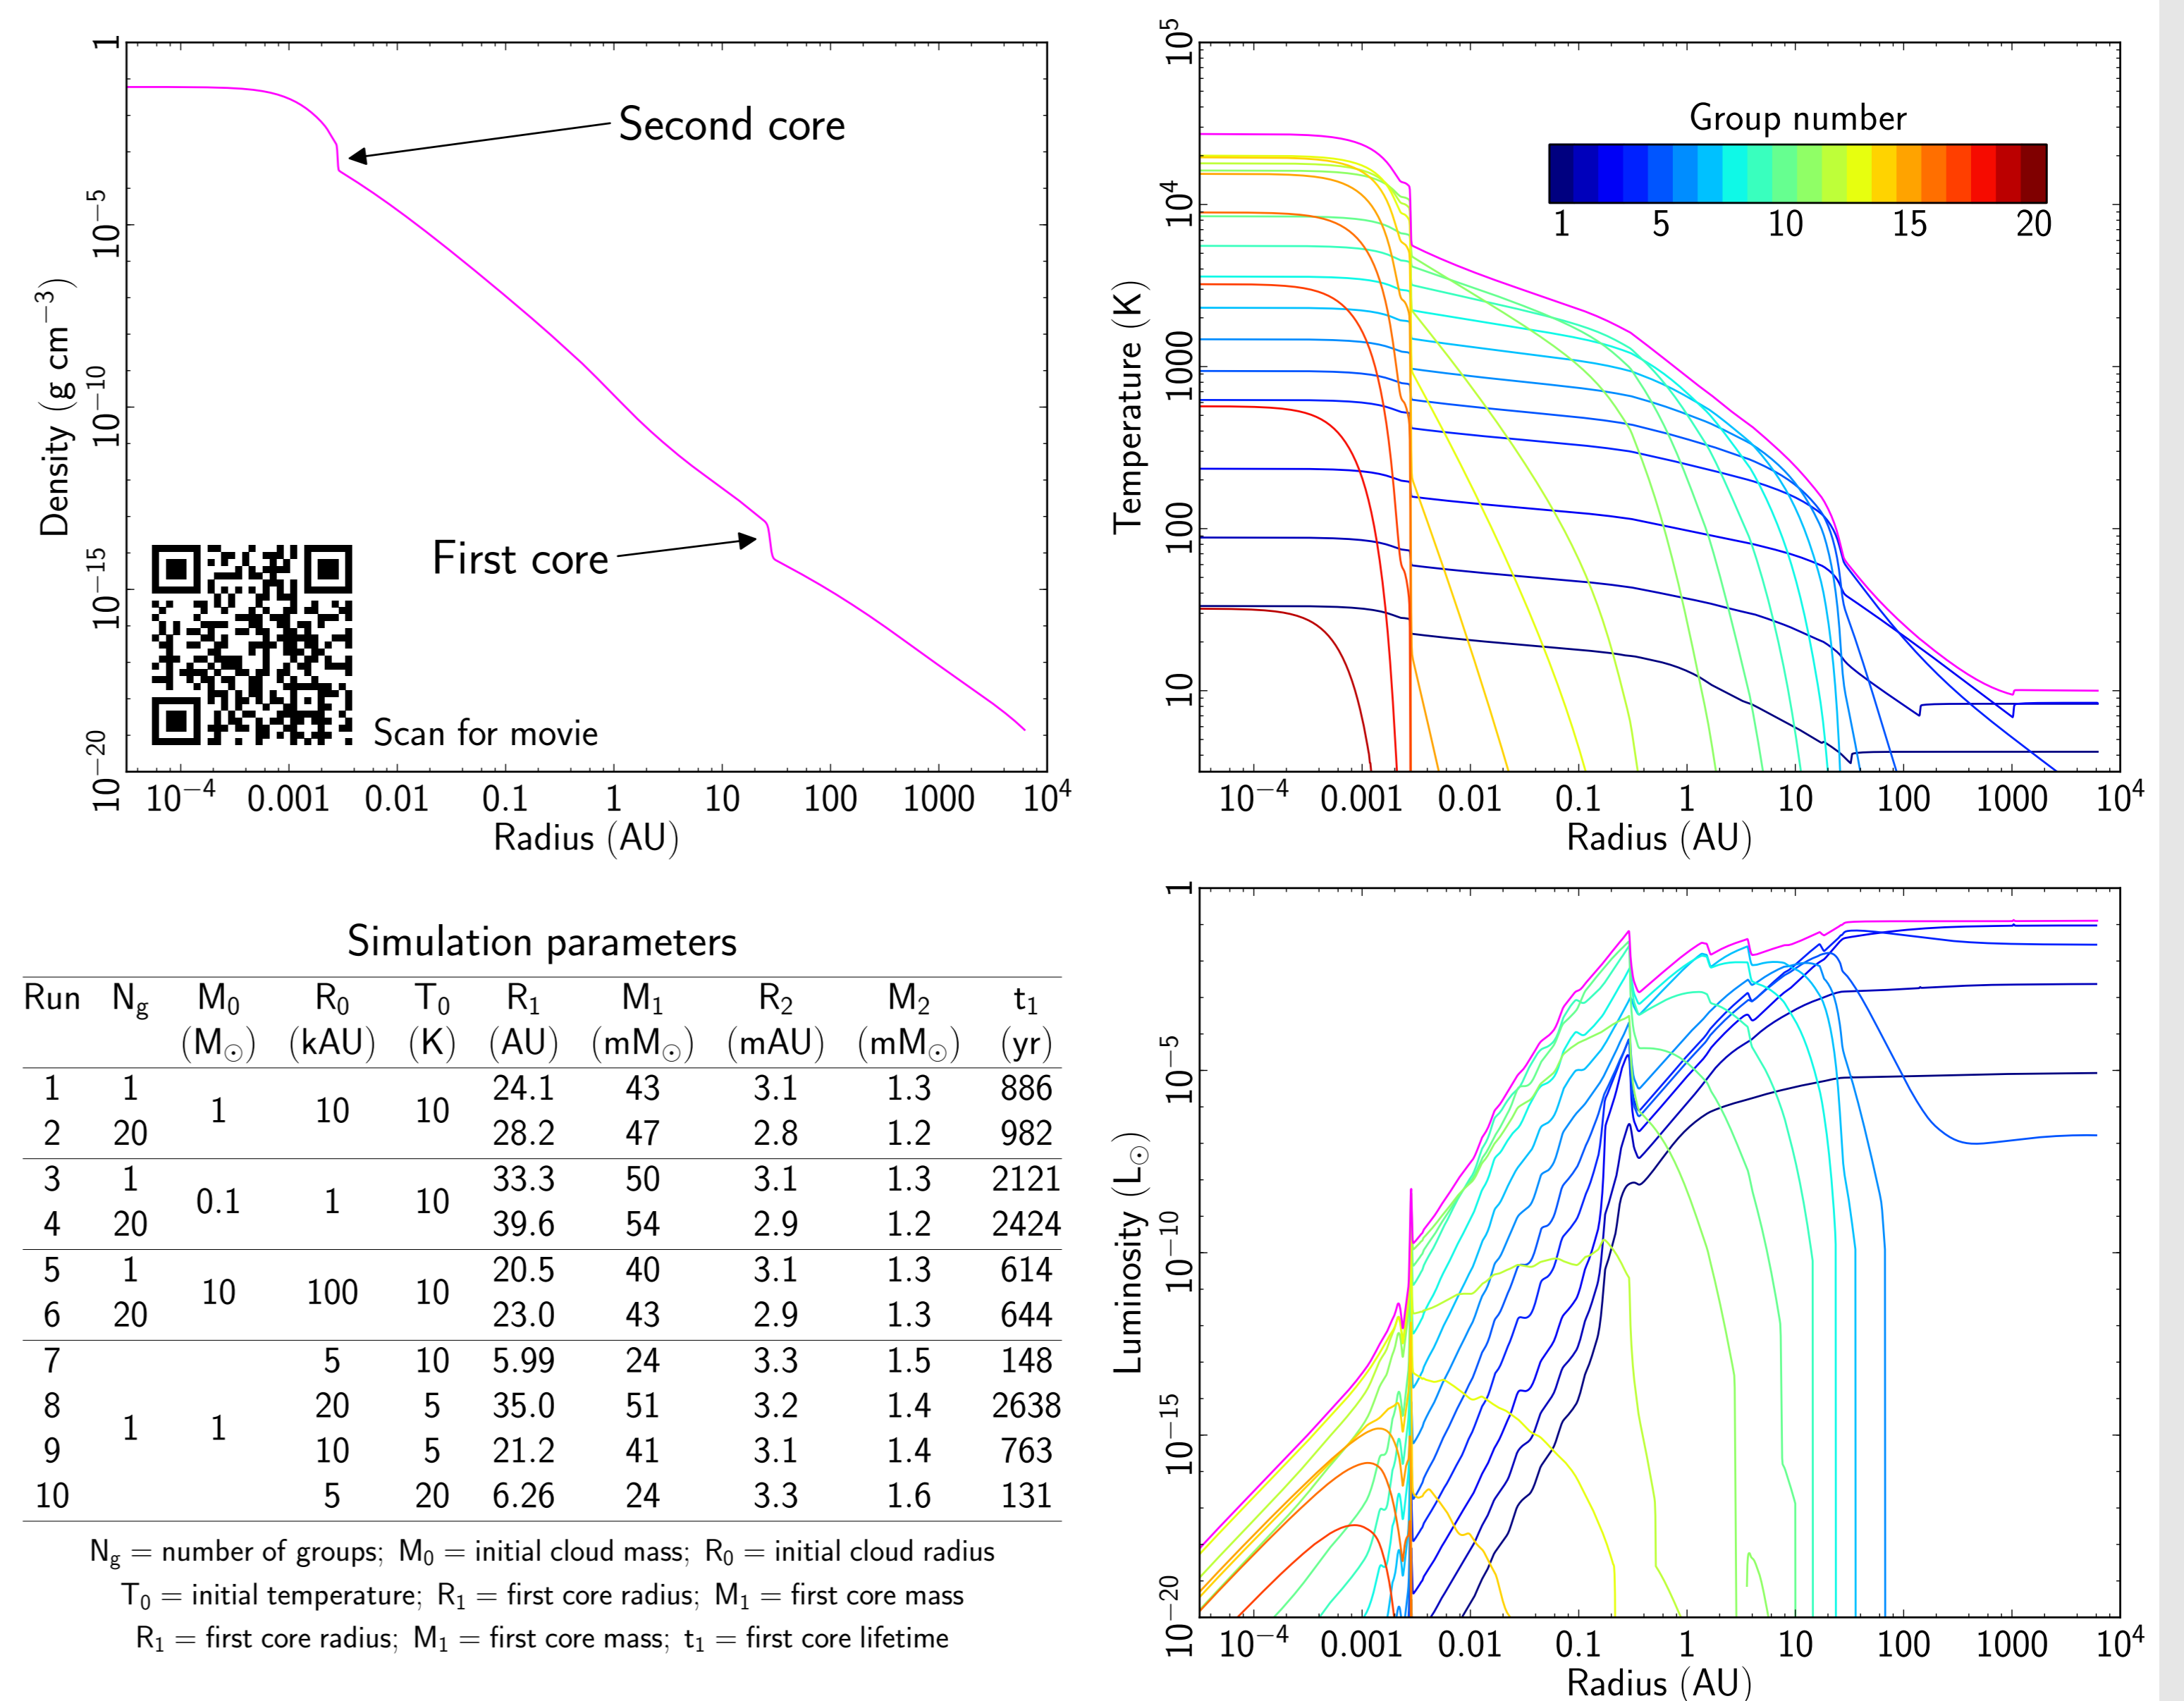 1
10⁻⁵
10⁻¹⁰
10⁻¹⁵
10⁻²⁰
Density (g cm⁻³)
Second core
First core
Scan for movie
10⁻⁴ 0.001 0.01 0.1 1 10 100 1000 10⁴
Radius (AU)
10⁵
10⁴
1000
100
10
Temperature (K)
Group number
1 5 10 15 20
10⁻⁴ 0.001 0.01 0.1 1 10 100 1000 10⁴
Radius (AU)
Simulation parameters
Run N_g M₀ R₀ T₀ R₁ M₁ R₂ M₂ t₁
(M☉) (kAU) (K) (AU) (mM☉) (mAU) (mM☉) (yr)
1 1 24.1 43 3.1 1.3 886
1 10 10
2 20 28.2 47 2.8 1.2 982
3 1 33.3 50 3.1 1.3 2121
0.1 1 10
4 20 39.6 54 2.9 1.2 2424
5 1 20.5 40 3.1 1.3 614
10 100 10
6 20 23.0 43 2.9 1.3 644
7 5 10 5.99 24 3.3 1.5 148
8 20 5 35.0 51 3.2 1.4 2638
1 1
9 10 5 21.2 41 3.1 1.4 763
10 5 20 6.26 24 3.3 1.6 131
N_g = number of groups; M₀ = initial cloud mass; R₀ = initial cloud radius
T₀ = initial temperature; R₁ = first core radius; M₁ = first core mass
R₁ = first core radius; M₁ = first core mass; t₁ = first core lifetime
1
10⁻⁵
10⁻¹⁰
10⁻¹⁵
10⁻²⁰
Luminosity (L☉)
10⁻⁴ 0.001 0.01 0.1 1 10 100 1000 10⁴
Radius (AU)